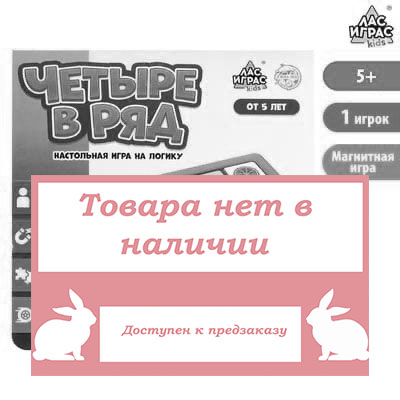 ЛАС
ИГРАС
kids
ЧЕТЫРЕ
В РЯД
НАСТОЛЬНАЯ ИГРА НА ЛОГИКУ
ЛАС
ИГРАС
kids
ОТ 5 ЛЕТ
5+
1 игрок
Магнитная
игра
Товара нет в
наличии
Доступен к предзаказу